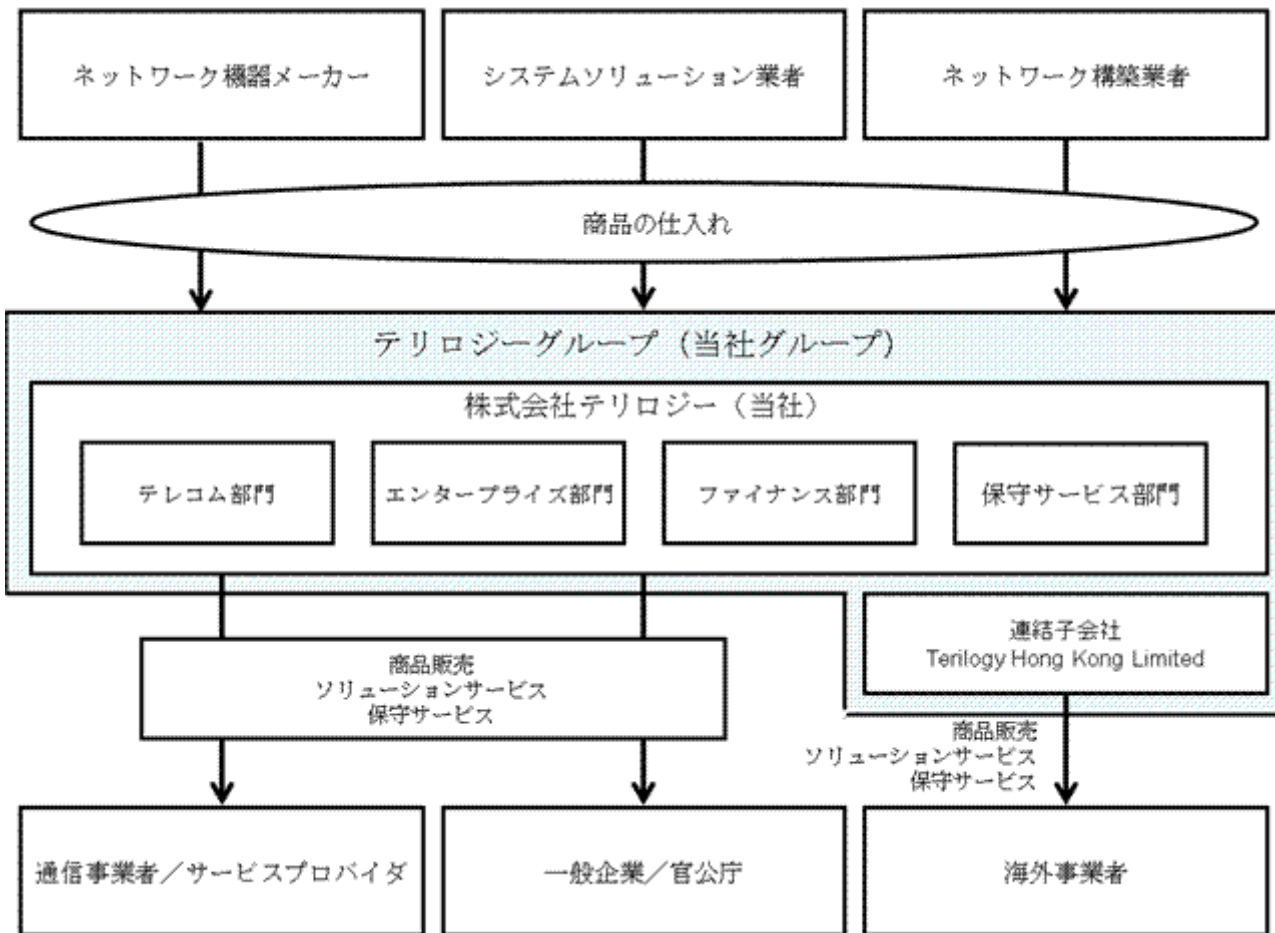 ネットワーク機器メーカー
システムソリューション業者
ネットワーク構築業者
商品の仕入れ
テリロジーグループ（当社グループ）
株式会社テリロジー（当社）
テレコム部門
エンタープライズ部門
ファイナンス部門
保守サービス部門
連結子会社
Terilogy Hong Kong Limited
商品販売
ソリューションサービス
保守サービス
商品販売
ソリューションサービス
保守サービス
通信事業者／サービスプロバイダ
一般企業／官公庁
海外事業者